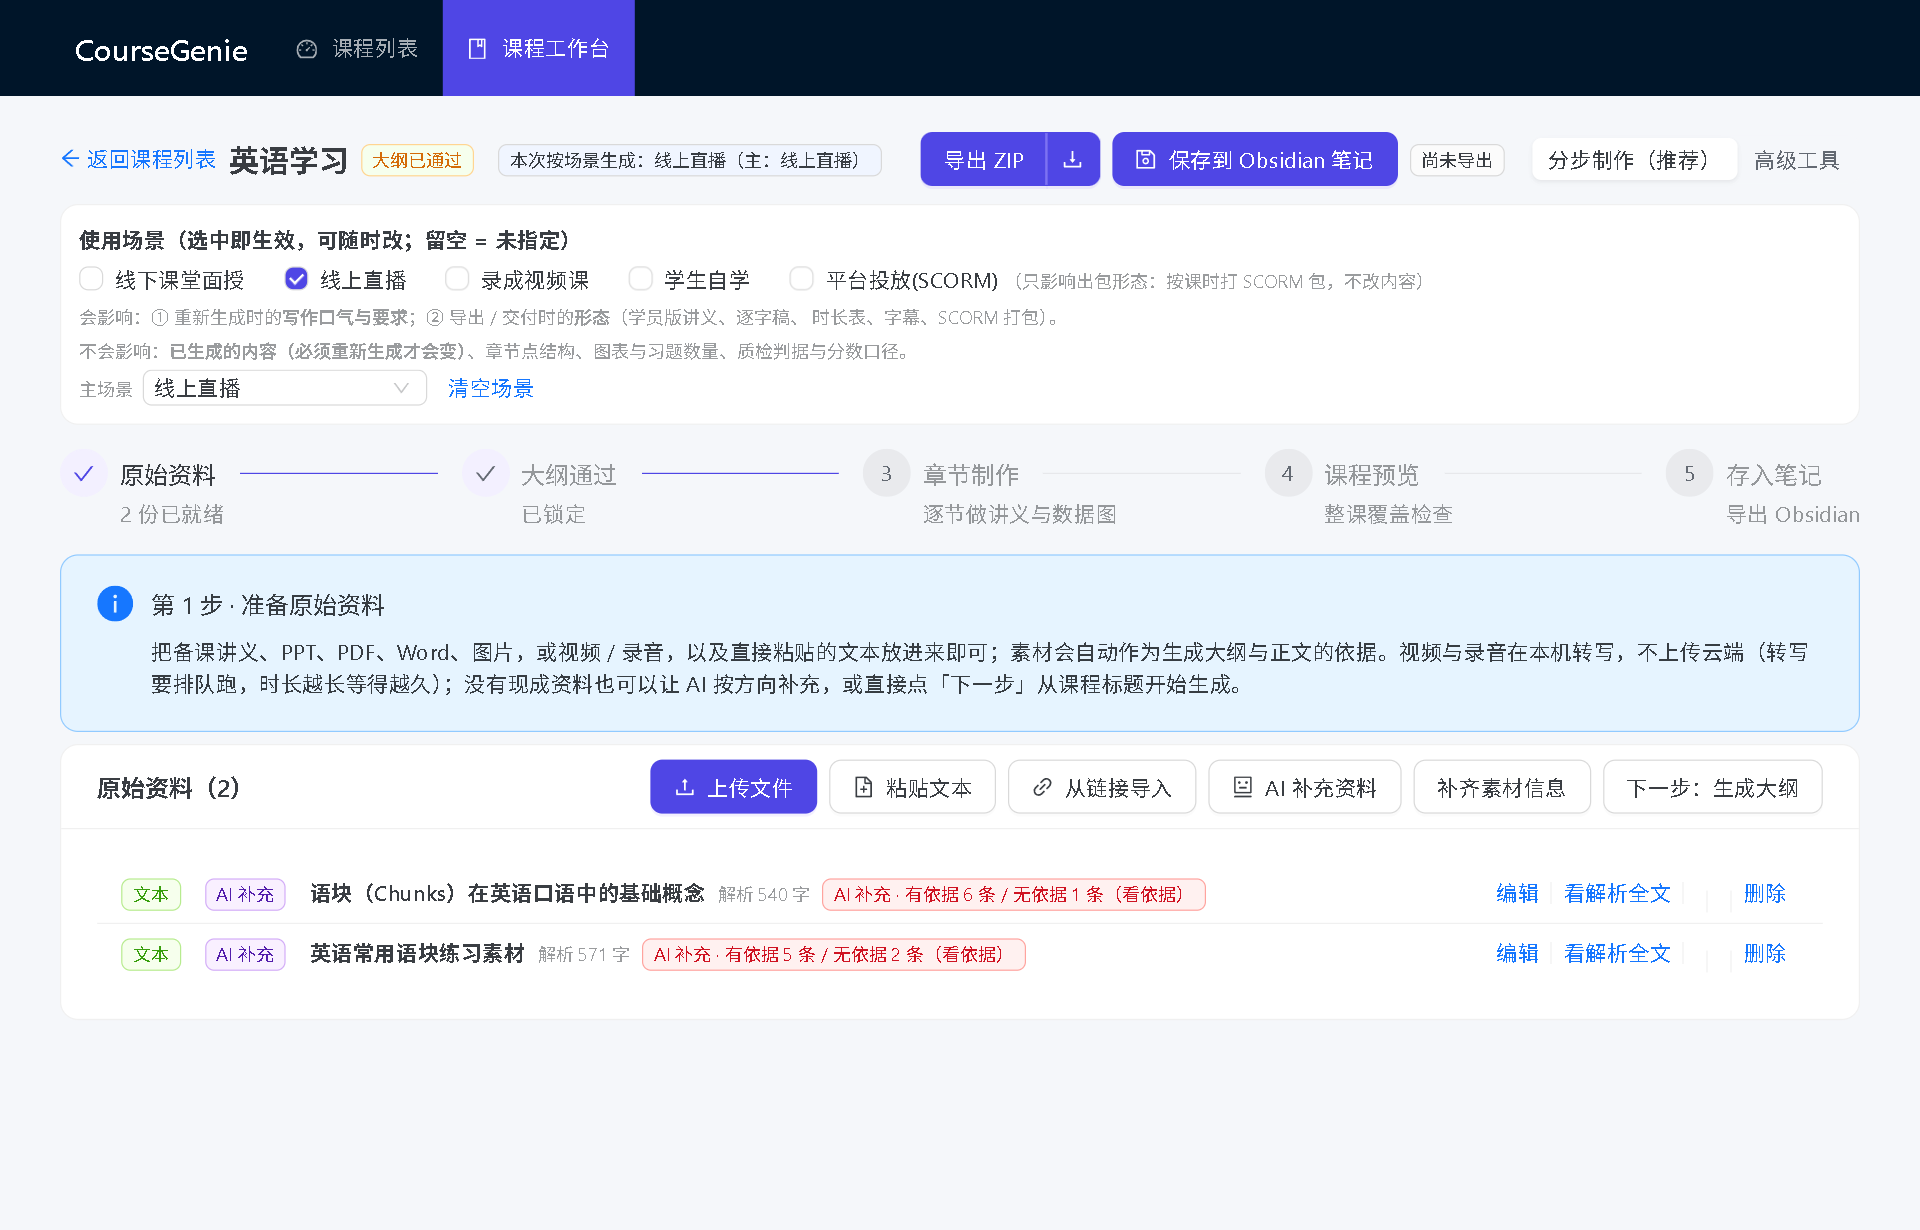 CourseGenie 课程列表 课程工作台
返回课程列表 英语学习 大纲已通过 本次按场景生成：线上直播（主：线上直播） 导出 ZIP 保存到 Obsidian 笔记 尚未导出 分步制作（推荐） 高级工具
使用场景（选中即生效，可随时改；留空 = 未指定）
线下课堂面授 线上直播 录成视频课 学生自学 平台投放(SCORM) （只影响出包形态：按课时打 SCORM 包，不改内容）
会影响：① 重新生成时的写作口气与要求；② 导出 / 交付时的形态（学员版讲义、逐字稿、 时长表、字幕、SCORM 打包）。
不会影响：已生成的内容（必须重新生成才会变）、章节点结构、图表与习题数量、质检判据与分数口径。
主场景 线上直播 清空场景
原始资料 大纲通过 3 章节制作 4 课程预览 5 存入笔记
2 份已就绪 已锁定 逐节做讲义与数据图 整课覆盖检查 导出 Obsidian
第 1 步 · 准备原始资料
把备课讲义、PPT、PDF、Word、图片，或视频 / 录音，以及直接粘贴的文本放进来即可；素材会自动作为生成大纲与正文的依据。视频与录音在本机转写，不上传云端（转写
要排队跑，时长越长等得越久）；没有现成资料也可以让 AI 按方向补充，或直接点「下一步」从课程标题开始生成。
原始资料（2） 上传文件 粘贴文本 从链接导入 AI 补充资料 补齐素材信息 下一步：生成大纲
文本 AI 补充 语块（Chunks）在英语口语中的基础概念 解析 540 字 AI 补充 · 有依据 6 条 / 无依据 1 条（看依据） 编辑 看解析全文 删除
文本 AI 补充 英语常用语块练习素材 解析 571 字 AI 补充 · 有依据 5 条 / 无依据 2 条（看依据） 编辑 看解析全文 删除